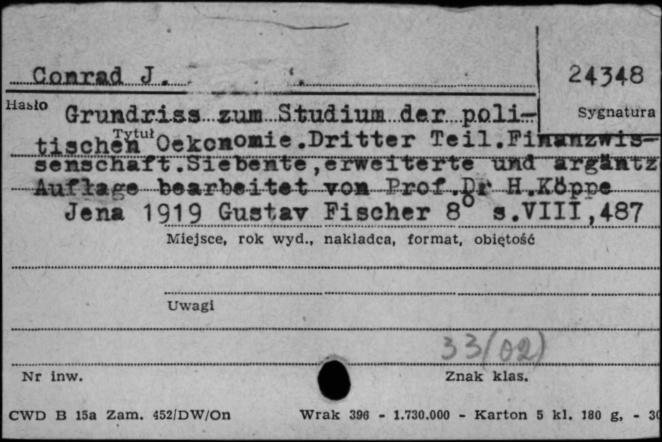 Conrad J.
24348
Hasło
Sygnatura
Grundriss zum Studium der poli-
Tytuł
tischen Oekonomie.Dritter Teil.Finanzwis-
senschaft.Siebente,erweiterte und argäntz
Auflage bearbeitet von Prof.Dr H.Köppe
Jena 1919 Gustav Fischer 8° s.VIII,487
Miejsce, rok wyd., nakładca, format, objętość
Uwagi
33(02)
Nr inw.
Znak klas.
CWD B 15a Zam. 452/DW/On Wrak 396 - 1.730.000 - Karton 5 kl. 180 g, - 30